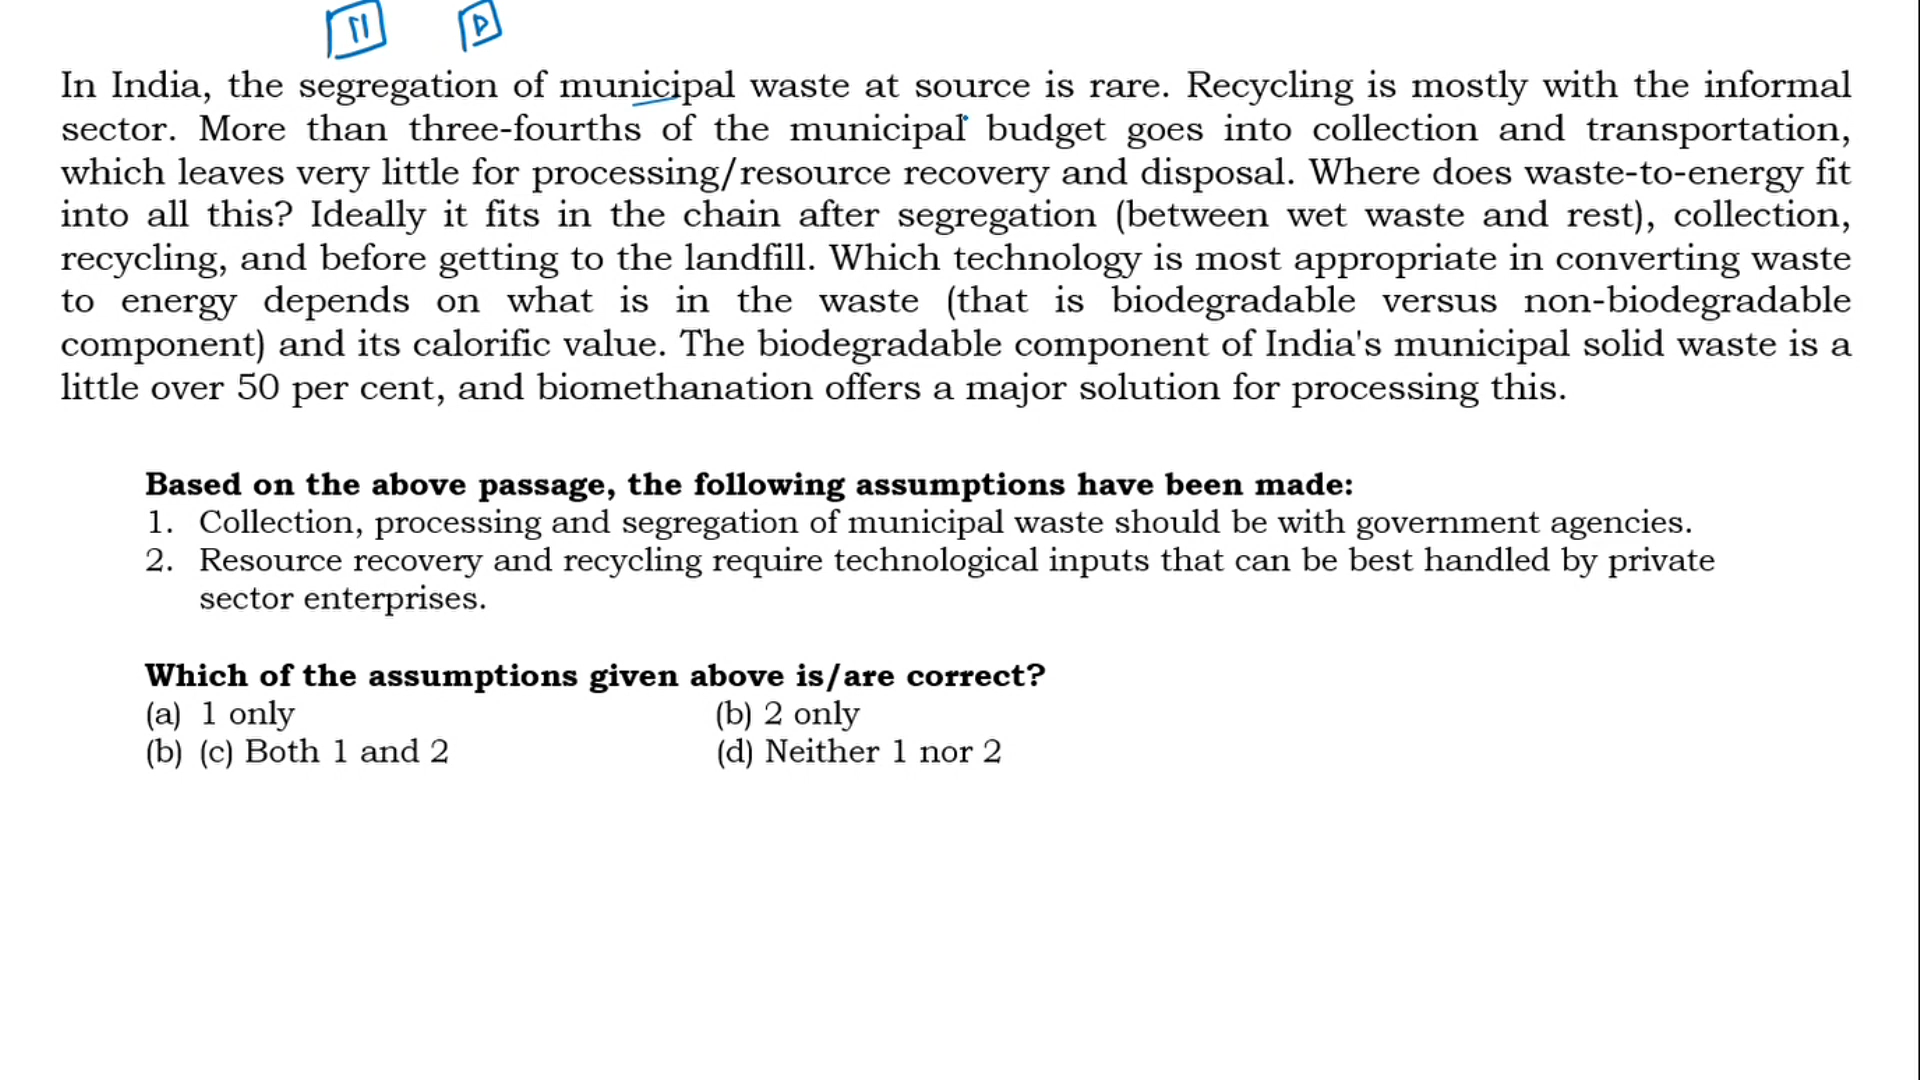 In India, the segregation of municipal waste at source is rare. Recycling is mostly with the informal
sector. More than three-fourths of the municipal budget goes into collection and transportation,
which leaves very little for processing/resource recovery and disposal. Where does waste-to-energy fit
into all this? Ideally it fits in the chain after segregation (between wet waste and rest), collection,
recycling, and before getting to the landfill. Which technology is most appropriate in converting waste
to energy depends on what is in the waste (that is biodegradable versus non-biodegradable
component) and its calorific value. The biodegradable component of India's municipal solid waste is a
little over 50 per cent, and biomethanation offers a major solution for processing this.
Based on the above passage, the following assumptions have been made:
1. Collection, processing and segregation of municipal waste should be with government agencies.
2. Resource recovery and recycling require technological inputs that can be best handled by private
sector enterprises.
Which of the assumptions given above is/are correct?
(a) 1 only (b) 2 only
(b) (c) Both 1 and 2 (d) Neither 1 nor 2